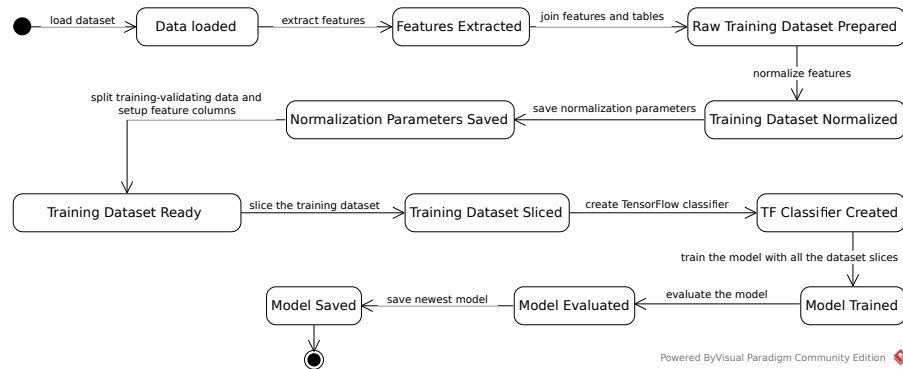 load dataset
Data loaded
extract features
Features Extracted
join features and tables
Raw Training Dataset Prepared
normalize features
Training Dataset Normalized
save normalization parameters
Normalization Parameters Saved
split training-validating data and
setup feature columns
Training Dataset Ready
slice the training dataset
Training Dataset Sliced
create TensorFlow classifier
TF Classifier Created
train the model with all the dataset slices
Model Trained
evaluate the model
Model Evaluated
save newest model
Model Saved
Powered ByVisual Paradigm Community Edition